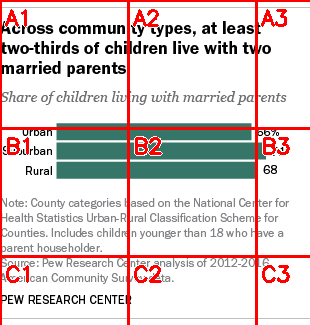 A1
A2
A3
Across community types, at least
two-thirds of children live with two
married parents
Share of children living with married parents
Urban 66%
B1
B2
B3
Suburban
Rural 68
Note: County categories based on the National Center for
Health Statistics Urban-Rural Classification Scheme for
Counties. Includes children younger than 18 who have a
parent householder.
Source: Pew Research Center analysis of 2012-2016
C1
C2
C3
American Community Survey data.
PEW RESEARCH CENTER